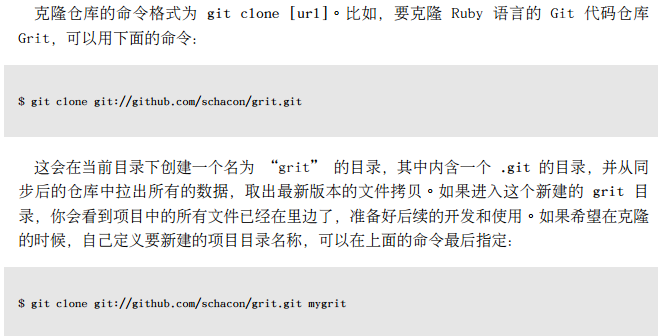 克隆仓库的命令格式为 git clone [url]。比如，要克隆 Ruby 语言的 Git 代码仓库
Grit，可以用下面的命令：
$ git clone git://github.com/schacon/grit.git
这会在当前目录下创建一个名为 “grit” 的目录，其中内含一个 .git 的目录，并从同
步后的仓库中拉出所有的数据，取出最新版本的文件拷贝。如果进入这个新建的 grit 目
录，你会看到项目中的所有文件已经在里边了，准备好后续的开发和使用。如果希望在克隆
的时候，自己定义要新建的项目目录名称，可以在上面的命令最后指定：
$ git clone git://github.com/schacon/grit.git mygrit